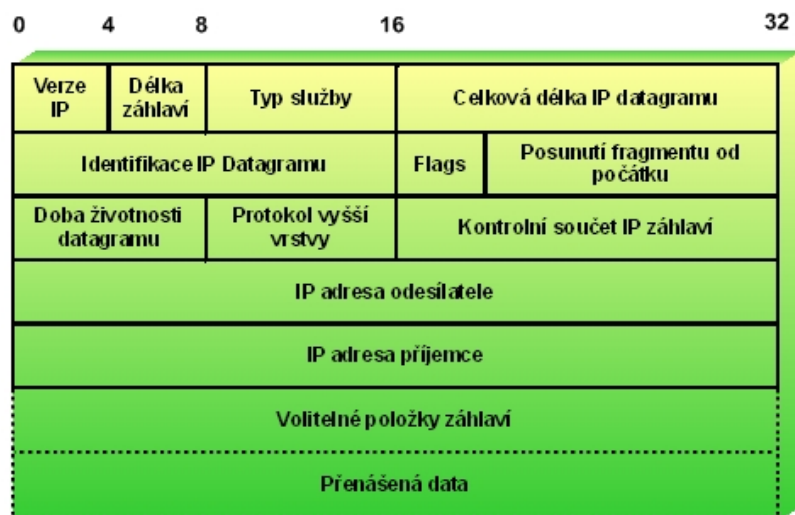 0 4 8 16 32
Verze
IP
Délka
záhlaví
Typ služby
Celková délka IP datagramu
Identifikace IP Datagramu
Flags
Posunutí fragmentu od
počátku
Doba životnosti
datagramu
Protokol vyšší
vrstvy
Kontrolní součet IP záhlaví
IP adresa odesílatele
IP adresa příjemce
Volitelné položky záhlaví
Přenášená data